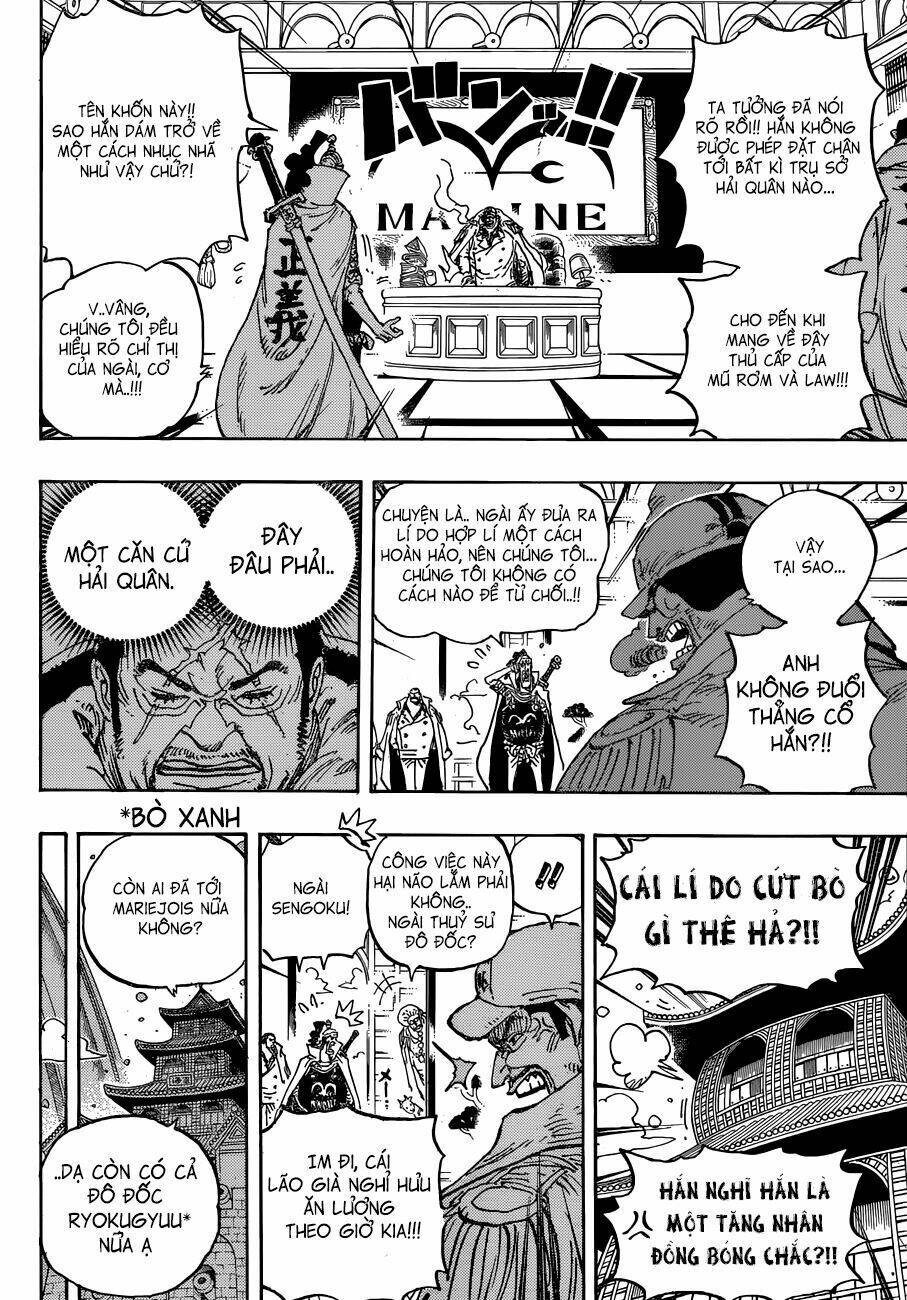 TA TƯỞNG ĐÃ NÓI
RÕ RỒI!! HẮN KHÔNG
ĐƯỢC PHÉP ĐẶT CHÂN
TỚI BẤT KÌ TRỤ SỞ
HẢI QUÂN NÀO...
CHO ĐẾN KHI
MANG VỀ ĐÂY
THỦ CẤP CỦA
MŨ RƠM VÀ LAW!!!
バンッ!!
MARINE
TÊN KHỐN NÀY!!
SAO HẮN DÁM TRỞ VỀ
MỘT CÁCH NHỤC NHÃ
NHƯ VẬY CHỨ?!
正義
V..VÂNG,
CHÚNG TÔI ĐỀU
HIỂU RÕ CHỈ THỊ
CỦA NGÀI, CƠ
MÀ..!!!
VẬY
TẠI SAO...
ANH
KHÔNG ĐUỔI
THẲNG CỔ
HẮN?!!
CHUYỆN LÀ.. NGÀI ẤY ĐƯA RA
LÍ DO HỢP LÍ MỘT CÁCH
HOÀN HẢO, NÊN CHÚNG TÔI...
CHÚNG TÔI KHÔNG CÓ
CÁCH NÀO ĐỂ TỪ CHỐI..!!
ĐÂY
ĐÂU PHẢI..
MỘT CĂN CỨ
HẢI QUÂN.
CÁI LÍ DO CỨT BÒ
GÌ THẾ HẢ?!!
HẮN NGHĨ HẮN LÀ
MỘT TĂNG NHÂN
ĐỒNG BÓNG CHẮC?!!
!!
CÔNG VIỆC NÀY
HẠI NÃO LẮM PHẢI
KHÔNG..
NGÀI THUỶ SƯ
ĐÔ ĐỐC?
NGÀI
SENGOKU!
IM ĐI, CÁI
LÃO GIÀ NGHỈ HƯU
ĂN LƯƠNG
THEO GIỜ KIA!!!
*BÒ XANH
CÒN AI ĐÃ TỚI
MARIEJOIS NỮA
KHÔNG?
..DẠ CÒN CÓ CẢ
ĐÔ ĐỐC
RYOKUGYUU*
NỮA Ạ